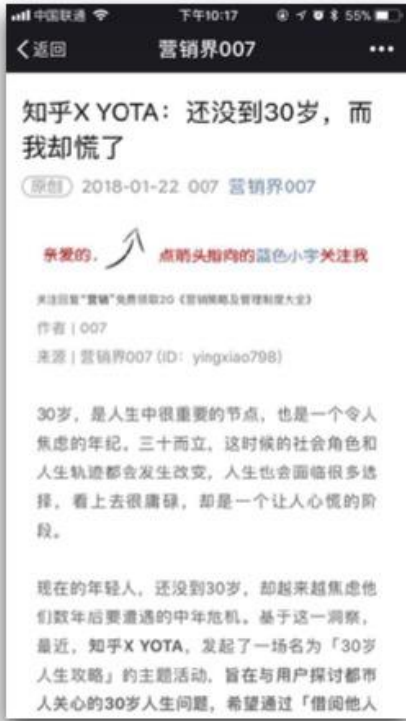 中国联通 下午10:17 55%
返回 营销界007
知乎X YOTA：还没到30岁，而
我却慌了
原创 2018-01-22 007 营销界007
亲爱的， 点箭头指向的蓝色小字关注我
关注回复“营销”免费领取2G《营销策略及管理制度大全》
作者 | 007
来源 | 营销界007 (ID：yingxiao798)
30岁，是人生中很重要的节点，也是一个令人
焦虑的年纪。三十而立，这时候的社会角色和
人生轨迹都会发生改变，人生也会面临很多选
择，看上去很庸碌，却是一个让人心慌的阶
段。
现在的年轻人，还没到30岁，却越来越焦虑他
们数年后要遭遇的中年危机。基于这一洞察，
最近，知乎X YOTA，发起了一场名为「30岁
人生攻略」的主题活动，旨在与用户探讨都市
人关心的30岁人生问题，希望通过「借阅他人